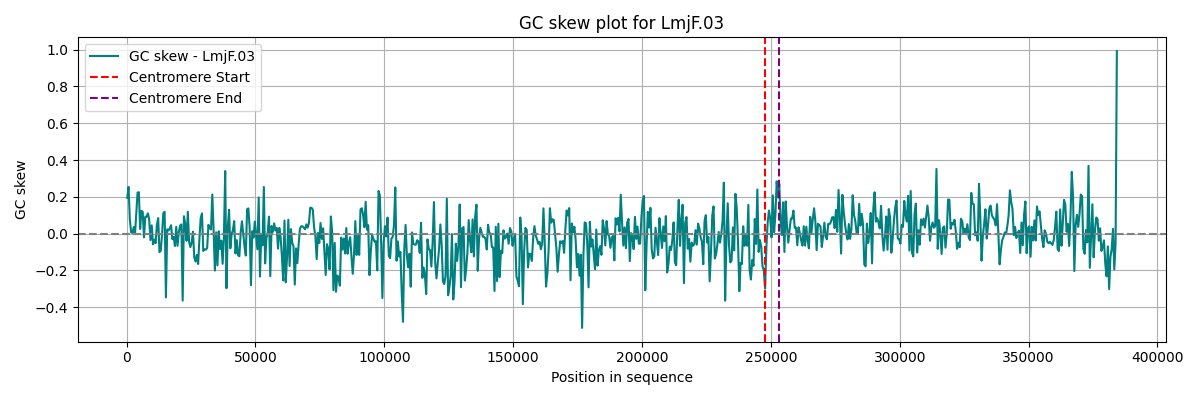 GC skew plot for LmjF.03
GC skew - LmjF.03
Centromere Start
Centromere End
GC skew
1.0
0.8
0.6
0.4
0.2
0.0
−0.2
−0.4
0 50000 100000 150000 200000 250000 300000 350000 400000
Position in sequence